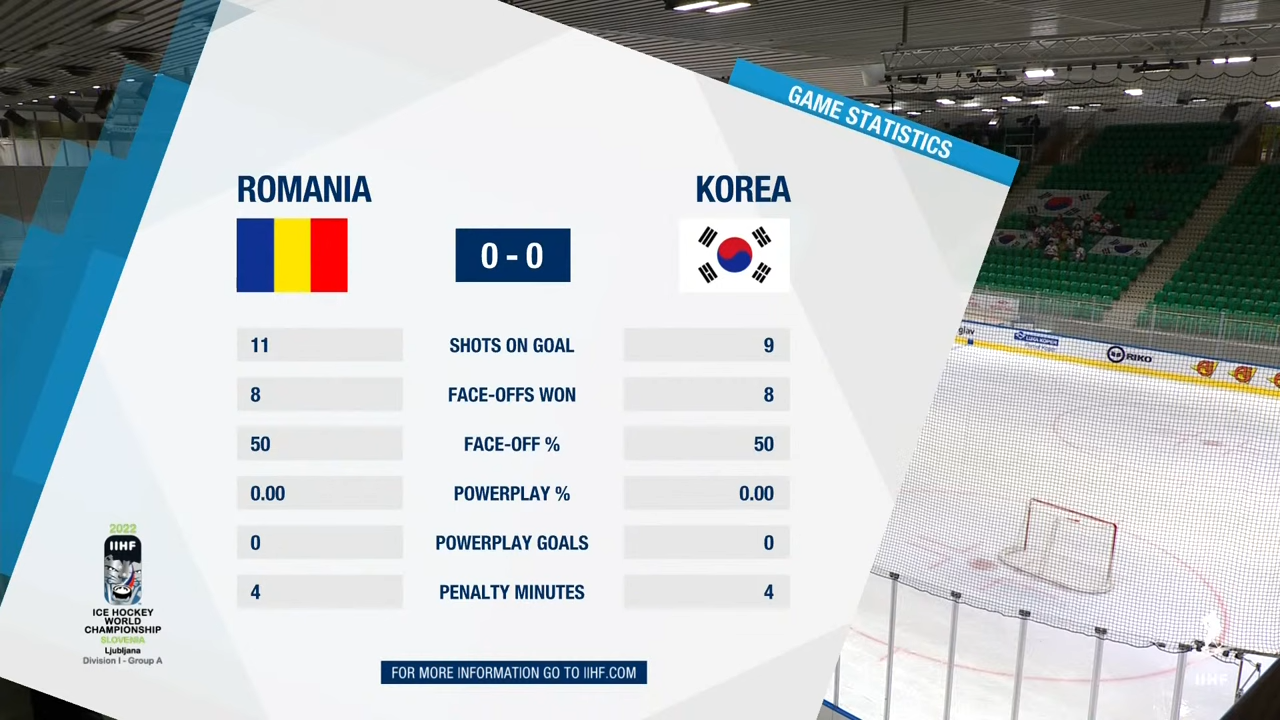 GAME STATISTICS
ROMANIA
KOREA
0 - 0
11 SHOTS ON GOAL 9
8 FACE-OFFS WON 8
50 FACE-OFF % 50
0.00 POWERPLAY % 0.00
0 POWERPLAY GOALS 0
4 PENALTY MINUTES 4
2022
IIHF
ICE HOCKEY
WORLD
CHAMPIONSHIP
SLOVENIA
Ljubljana
Division I - Group A
FOR MORE INFORMATION GO TO IIHF.COM
RIKO
IIHF